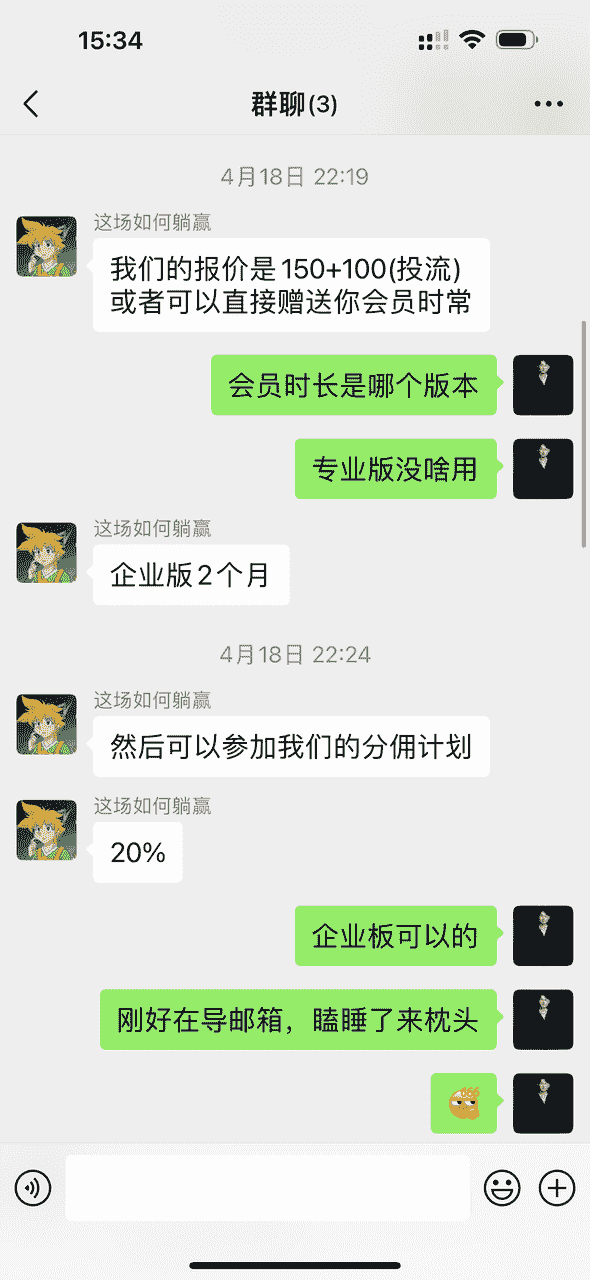 15:34
群聊(3)
4月18日 22:19
这场如何躺赢
我们的报价是150+100(投流)
或者可以直接赠送你会员时常
会员时长是哪个版本
专业版没啥用
这场如何躺赢
企业版2个月
4月18日 22:24
这场如何躺赢
然后可以参加我们的分佣计划
这场如何躺赢
20%
企业板可以的
刚好在导邮箱，瞌睡了来枕头
666